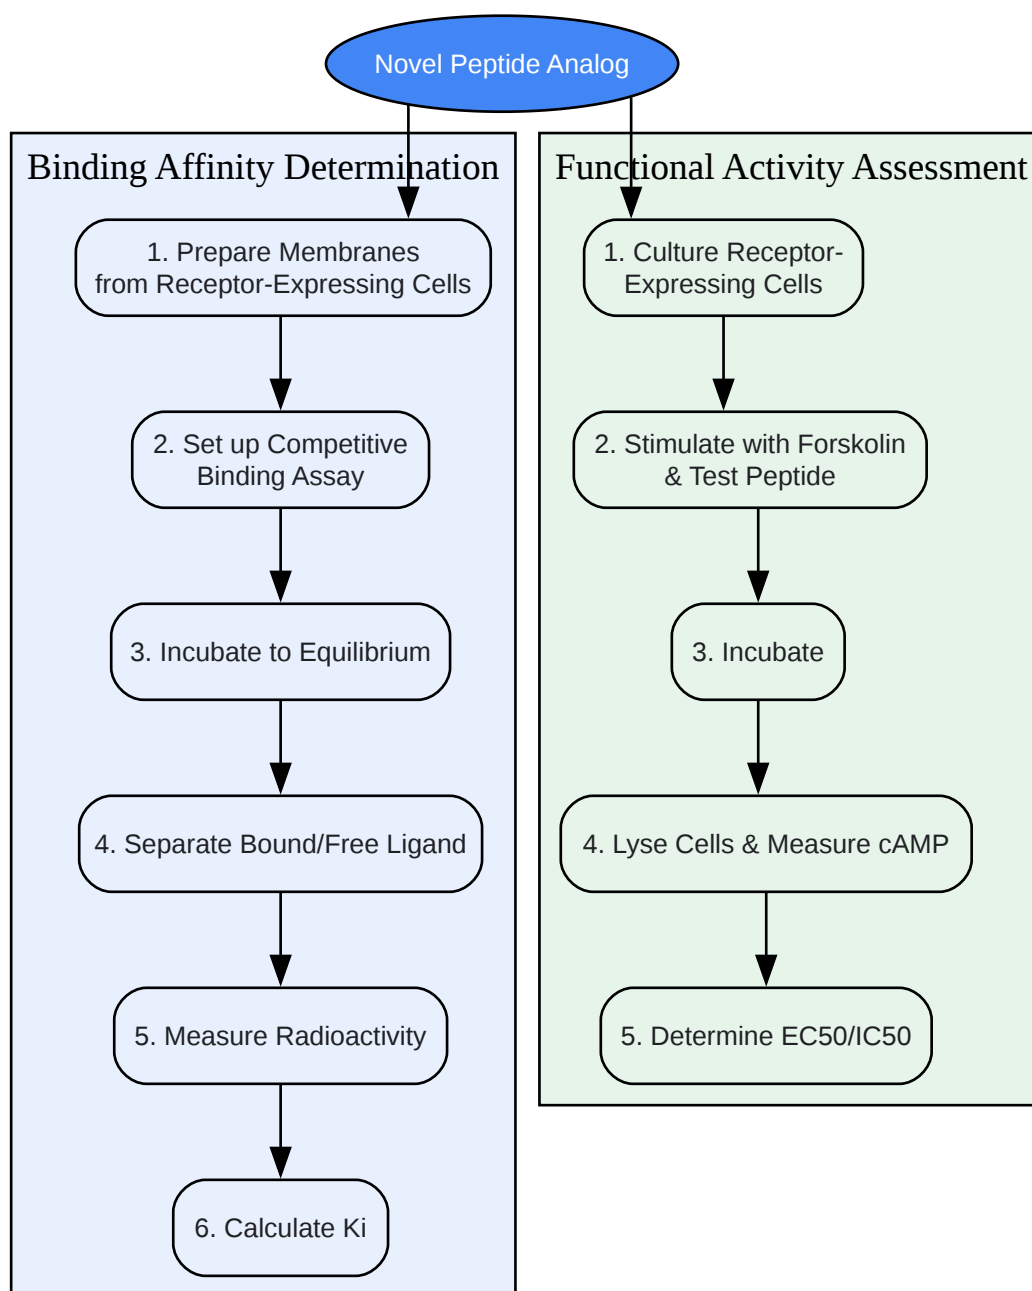 Novel Peptide Analog
Binding Affinity Determination
1. Prepare Membranes
from Receptor-Expressing Cells
2. Set up Competitive
Binding Assay
3. Incubate to Equilibrium
4. Separate Bound/Free Ligand
5. Measure Radioactivity
6. Calculate Ki
Functional Activity Assessment
1. Culture Receptor-
Expressing Cells
2. Stimulate with Forskolin
& Test Peptide
3. Incubate
4. Lyse Cells & Measure cAMP
5. Determine EC50/IC50